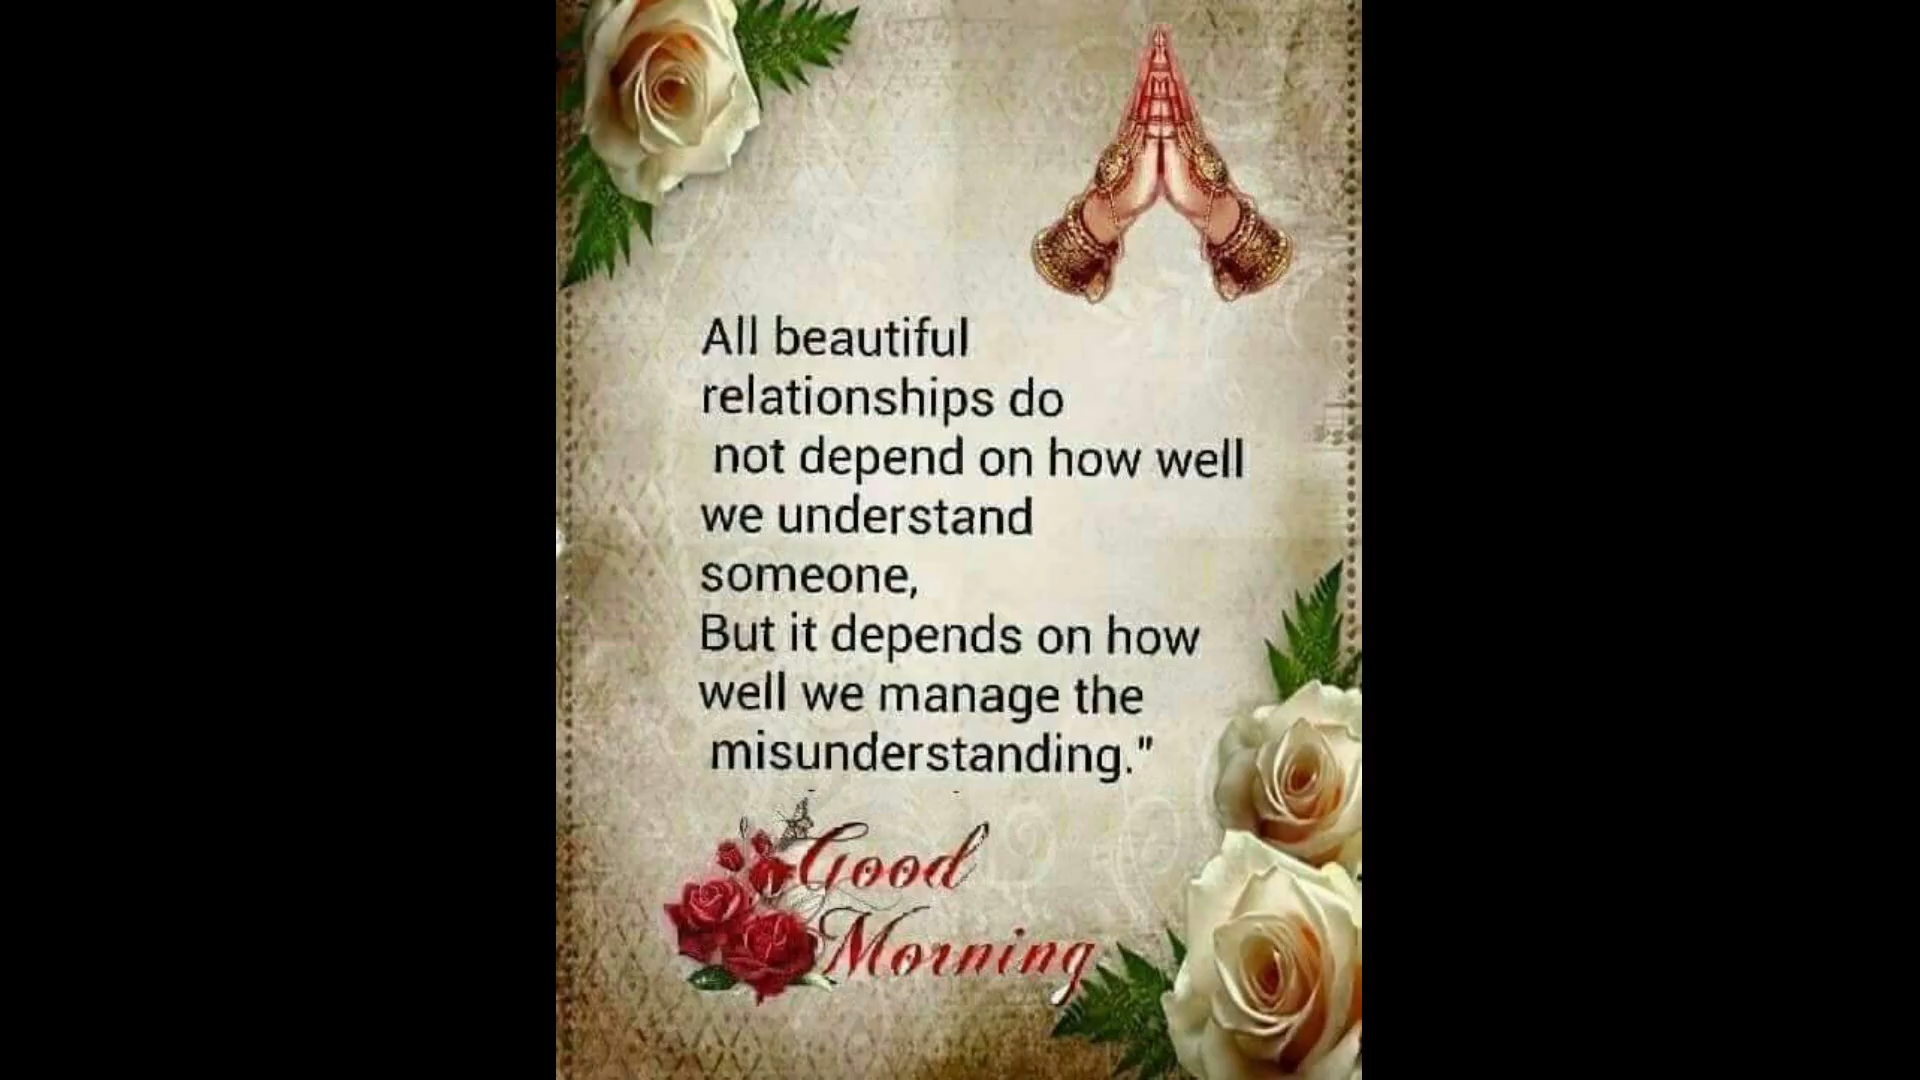 All beautiful
relationships do
not depend on how well
we understand
someone,
But it depends on how
well we manage the
misunderstanding."
Good
Morning